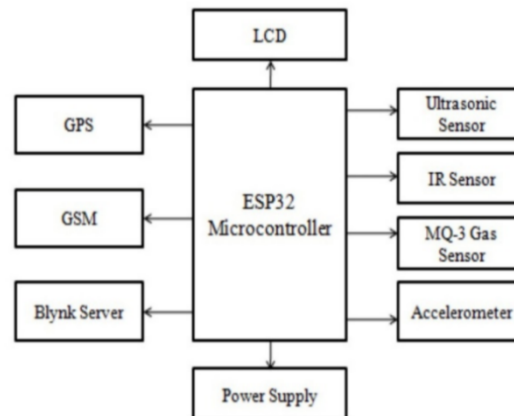 LCD
GPS
GSM
Blynk Server
ESP32
Microcontroller
Ultrasonic
Sensor
IR Sensor
MQ-3 Gas
Sensor
Accelerometer
Power Supply